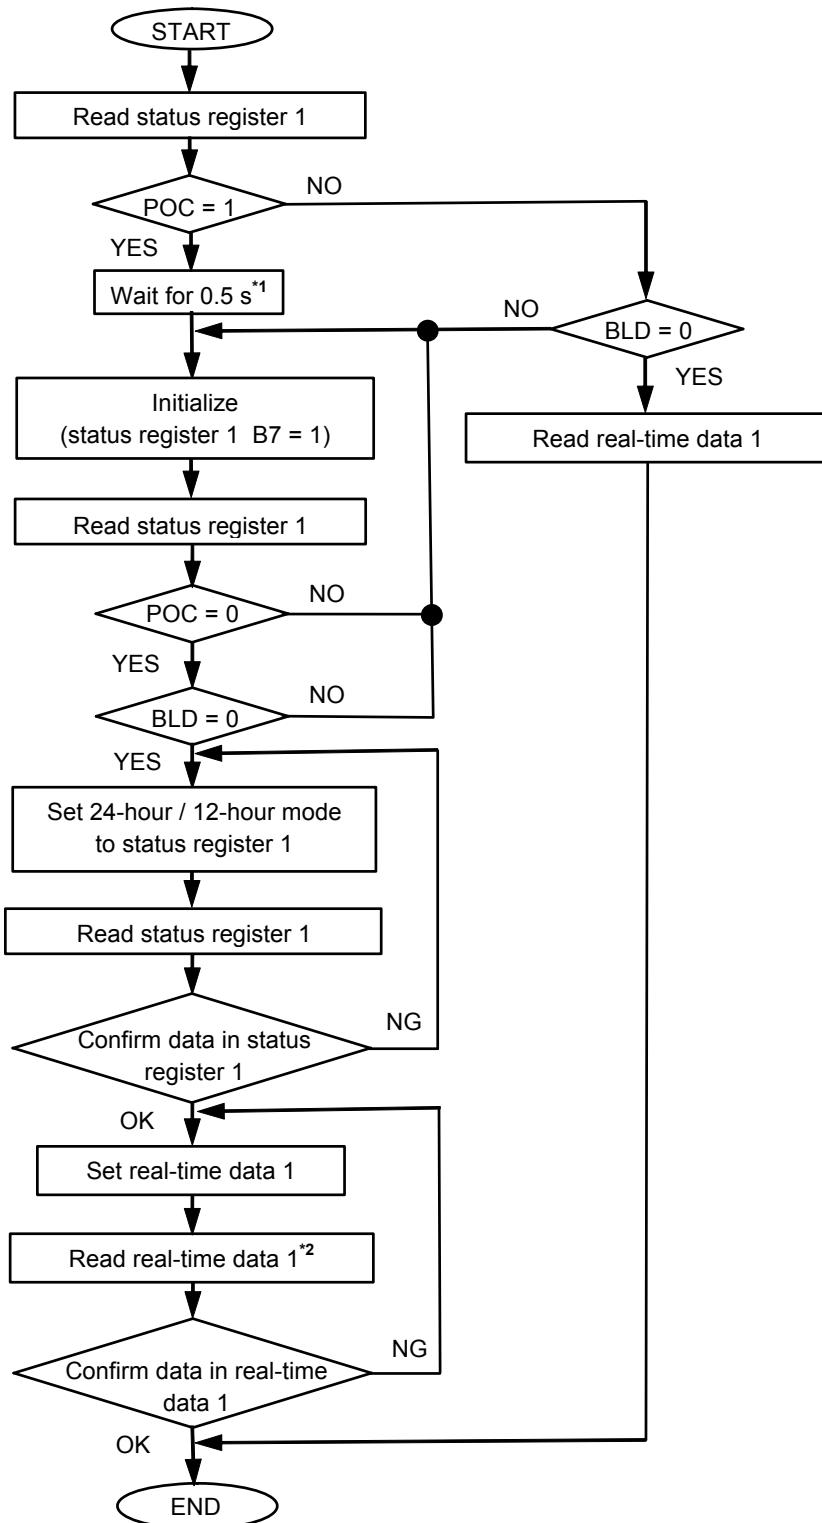 START
Read status register 1
POC = 1
NO
YES
Wait for 0.5 s*1
NO
BLD = 0
YES
Initialize
(status register 1  B7 = 1)
Read real-time data 1
Read status register 1
POC = 0
NO
YES
BLD = 0
NO
YES
Set 24-hour / 12-hour mode
to status register 1
Read status register 1
Confirm data in status
register 1
NG
OK
Set real-time data 1
Read real-time data 1*2
Confirm data in real-time
data 1
NG
OK
END